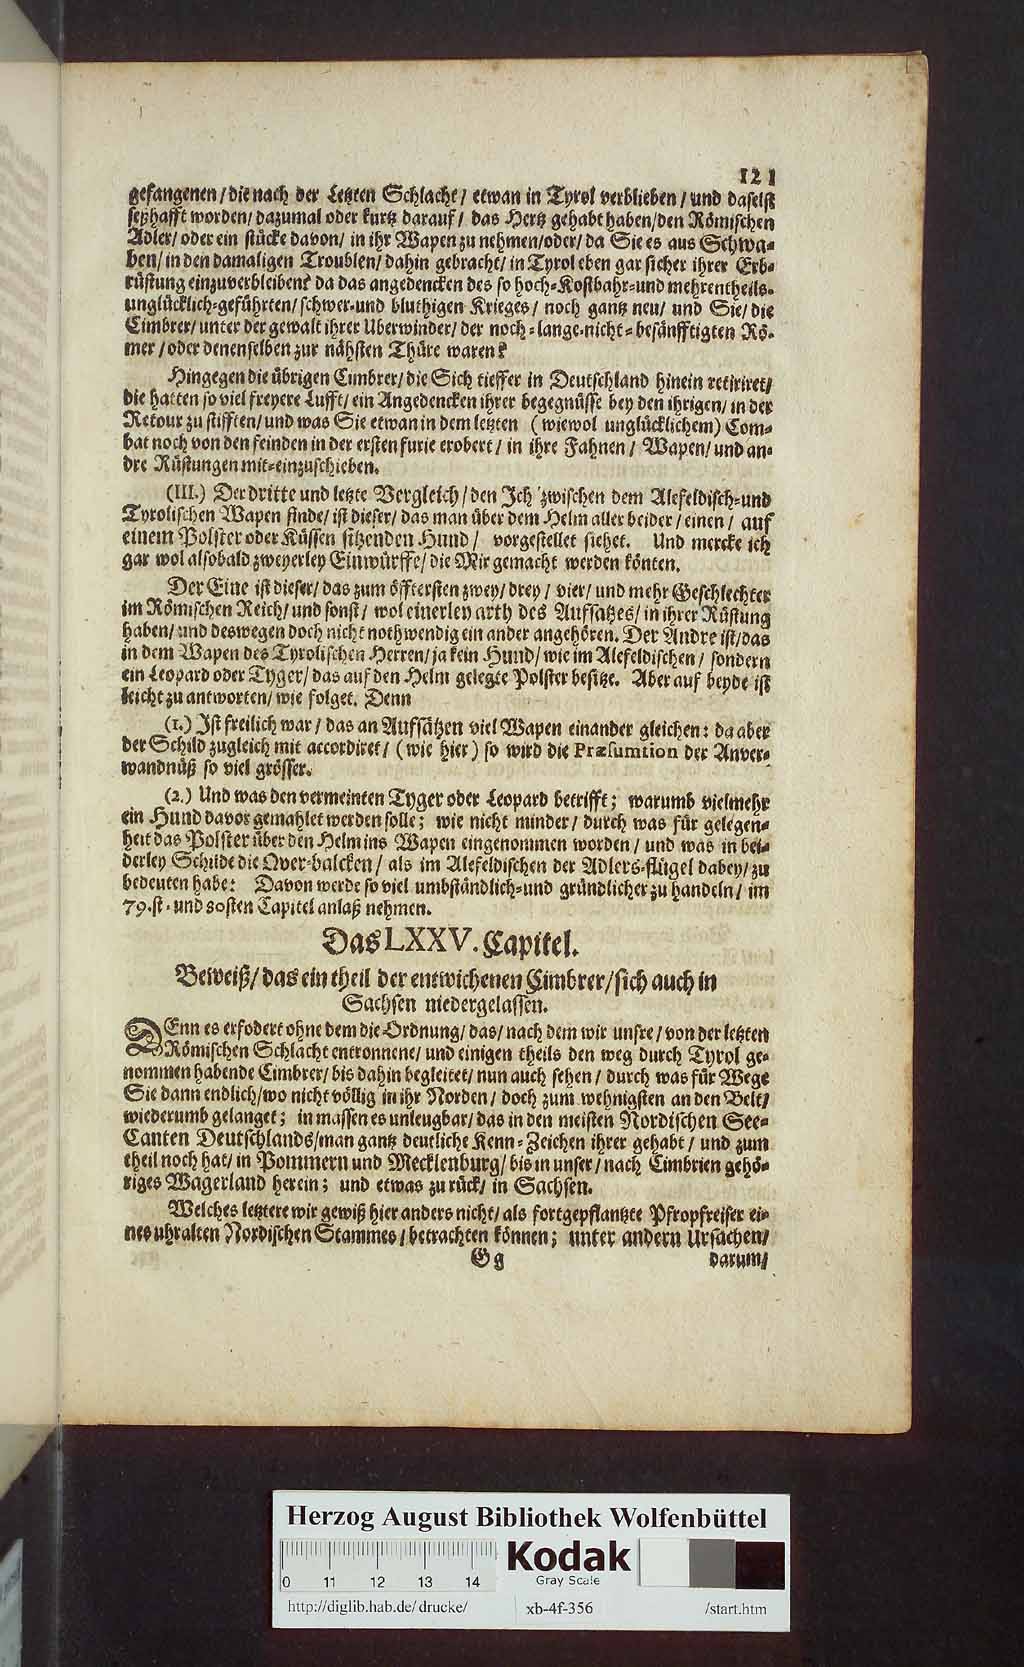 121
gefangenen / die nach der Letzten Schlacht / etwan in Tyrol verblieben / und daselst
seßhafft worden / dazumal oder kurtz darauf / das Hertz gehabt haben / den Römischen
Adler / oder ein stücke davon / in ihr Wapen zu nehmen / oder / da Sie es aus Schwa-
ben / in den damaligen Troublen / dahin gebracht / in Tyrol eben gar sicher ihrer Erb-
rüstung einzuverbleiben? da das angedencken des so hoch-Kostbahr-und mehrentheils-
unglücklich-geführten / schwer-und bluthigen Krieges / noch gantz neu / und Sie / die
Cimbrer / unter der gewalt ihrer Uberwinder / der noch-lange-nicht-besänfftigten Rö-
mer / oder denenselben zur nähsten Thüre waren?
Hingegen die übrigen Cimbrer / die Sich tieffer in Deutschland hinein retiriret /
die hatten so viel freyere Lufft / ein Angedencken ihrer begegnüsse bey den ihrigen / in der
Retour zu stifften / und was Sie etwan in dem letzten (wiewol unglücklichem) Com-
bat noch von den feinden in der ersten furie erobert / in ihre Fahnen / Wapen / und an-
dre Rüstungen mit-einzuschieben.
(III.) Der dritte und letzte Vergleich / den Ich zwischen dem Alefeldisch-und
Tyrolischen Wapen finde / ist dieser / das man über dem Helm aller beider / einen / auf
einem Polster oder Küssen sitzenden Hund / vorgestellet siehet. Und mercke ich
gar wol alsobald zweyerley Einwürffe / die Mir gemacht werden könten.
Der Eine ist dieser / das zum öfftersten zwey / drey / vier / und mehr Geschlechter
im Römischen Reich / und sonst / wol einerley arth des Aufsatzes / in ihrer Rüstung
haben / und deswegen doch nicht nothwendig ein ander angehören. Der Andre ist / das
in dem Wapen des Tyrolischen Herren / ja kein Hund / wie im Alefeldischen / sondern
ein Leopard oder Tyger / das auf den Helm gelegte Polster besitze. Aber auf beyde ist
leicht zu antworten / wie folget. Denn
(1.) Ist freilich war / das an Aufsätzen viel Wapen einander gleichen: da aber
der Schild zugleich mit accordiret / (wie hier) so wird die Præsumtion der Anver-
wandnüß so viel grösser.
(2.) Und was den vermeinten Tyger oder Leopard betrifft; warumb vielmehr
ein Hund davor gemahlet werden solle; wie nicht minder / durch was für gelegen-
heit das Polster über den Helm ins Wapen eingenommen worden / und was in bei-
derley Schilde die Qver-balcken / als im Alefeldischen der Adlers-flügel dabey / zu
bedeuten habe: Davon werde so viel umbständlich-und gründlicher zu handeln / im
79.st-und 80sten Capitel anlaß nehmen.
Das LXXV. Capitel.
Beweiß / das ein theil der entwichenen Cimbrer / sich auch in
Sachsen niedergelassen.
DEnn es erfodert ohne dem die Ordnung / das / nach dem wir unsre / von der letzten
Römischen Schlacht entronnene / und einigen theils den weg durch Tyrol ge-
nommen habende Cimbrer / bis dahin begleitet / nun auch sehen / durch was für Wege
Sie dann endlich / wo nicht völlig in ihr Norden / doch zum wehnigsten an den Belt /
wiederumb gelanget; in massen es unleugbar / das in den meisten Nordischen See-
Canten Deutschlands / man gantz deutliche Kenn-Zeichen ihrer gehabt / und zum
theil noch hat / in Pommern und Mecklenburg / bis in unser / nach Cimbrien gehö-
riges Wagerland herein; und etwas zu rück / in Sachsen.
Welches letztere wir gewiß hier anders nicht / als fortgepflantzte Pfropfreiser ei-
nes uhralten Nordischen Stammes / betrachten können; unter andern Ursachen /
Gg darum /
Herzog August Bibliothek Wolfenbüttel
0 11 12 13 14
Kodak
Gray Scale
http://diglib.hab.de/drucke/ xb-4f-356 /start.htm